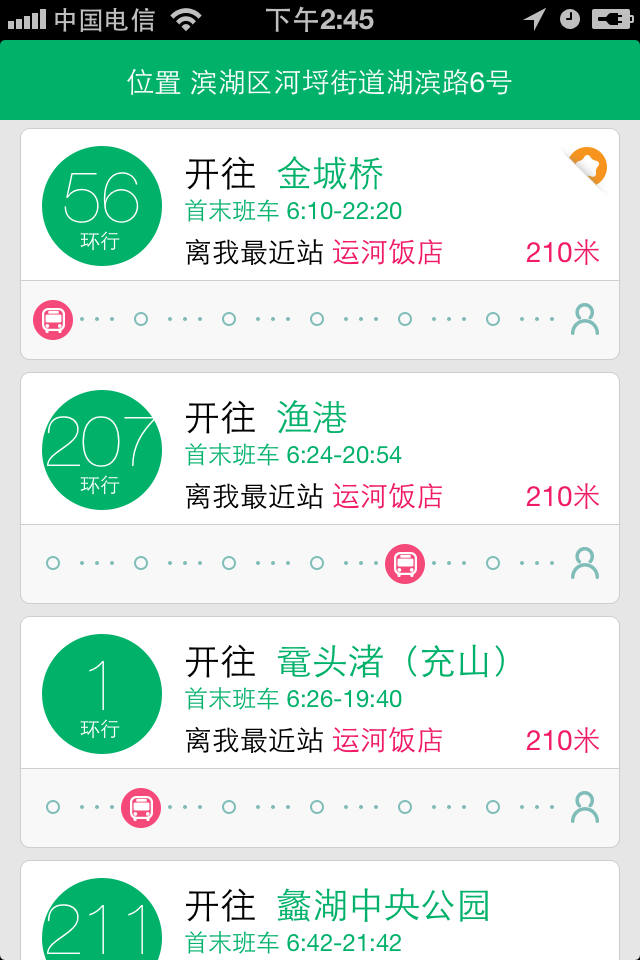 中国电信 下午2:45
位置 滨湖区河埒街道湖滨路6号
56
环行
开往 金城桥
首末班车 6:10-22:20
离我最近站 运河饭店 210米
207
环行
开往 渔港
首末班车 6:24-20:54
离我最近站 运河饭店 210米
1
环行
开往 鼋头渚（充山）
首末班车 6:26-19:40
离我最近站 运河饭店 210米
211
开往 蠡湖中央公园
首末班车 6:42-21:42